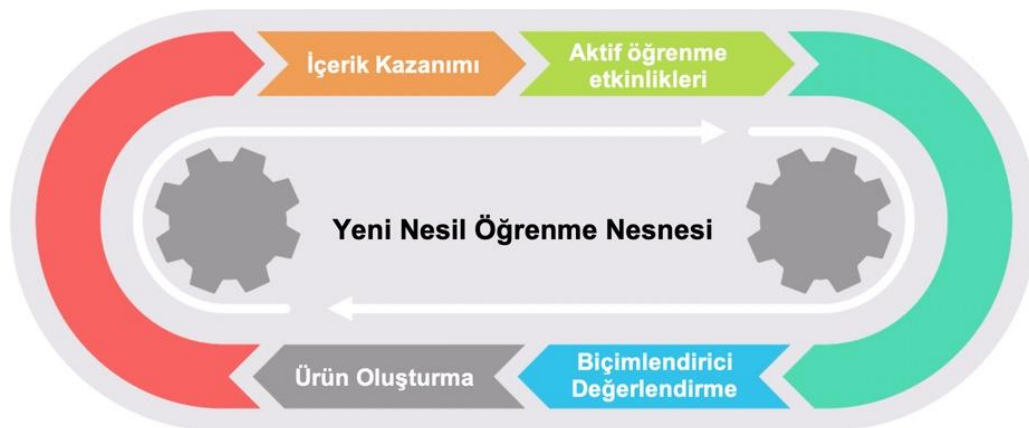 İçerik Kazanımı
Aktif öğrenme
etkinlikleri
Yeni Nesil Öğrenme Nesnesi
Ürün Oluşturma
Biçimlendirici
Değerlendirme